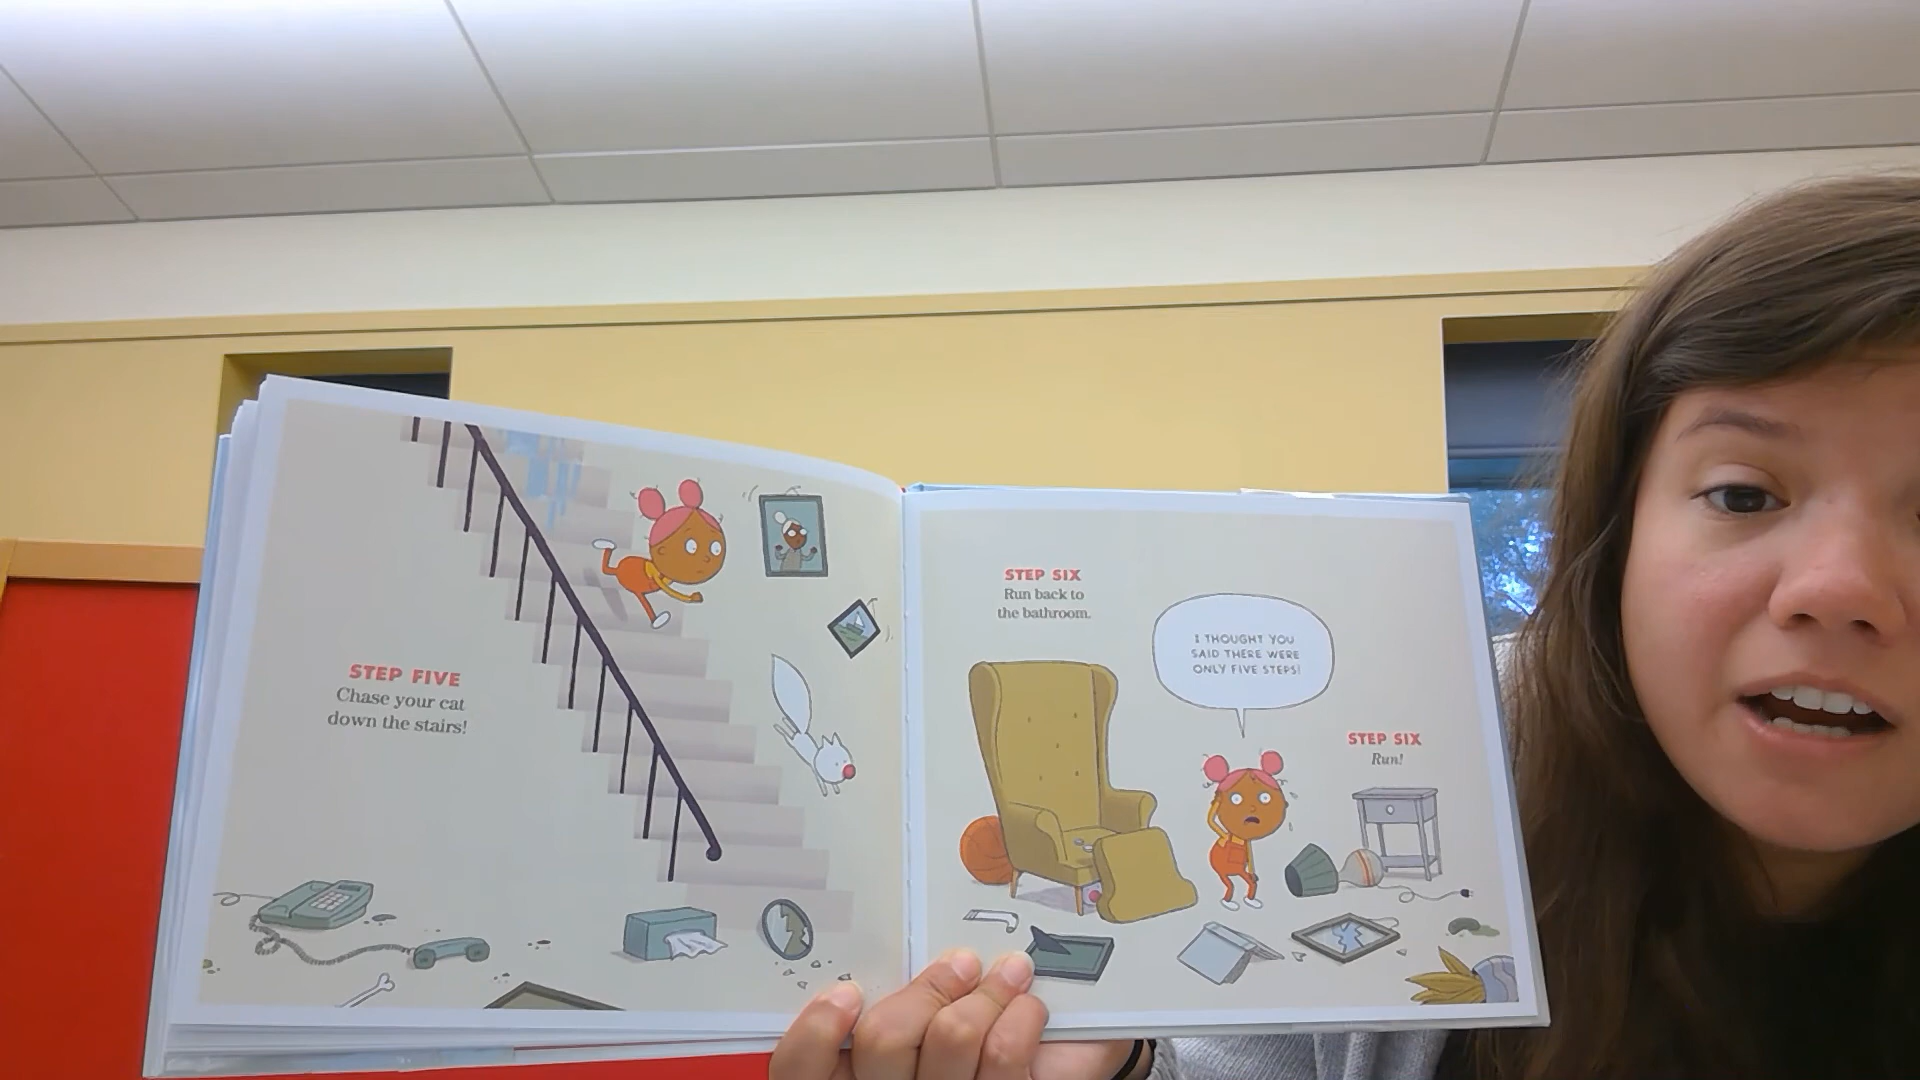 STEP FIVE
Chase your cat
down the stairs!
STEP SIX
Run back to
the bathroom.
I THOUGHT YOU
SAID THERE WERE
ONLY FIVE STEPS!
STEP SIX
Run!